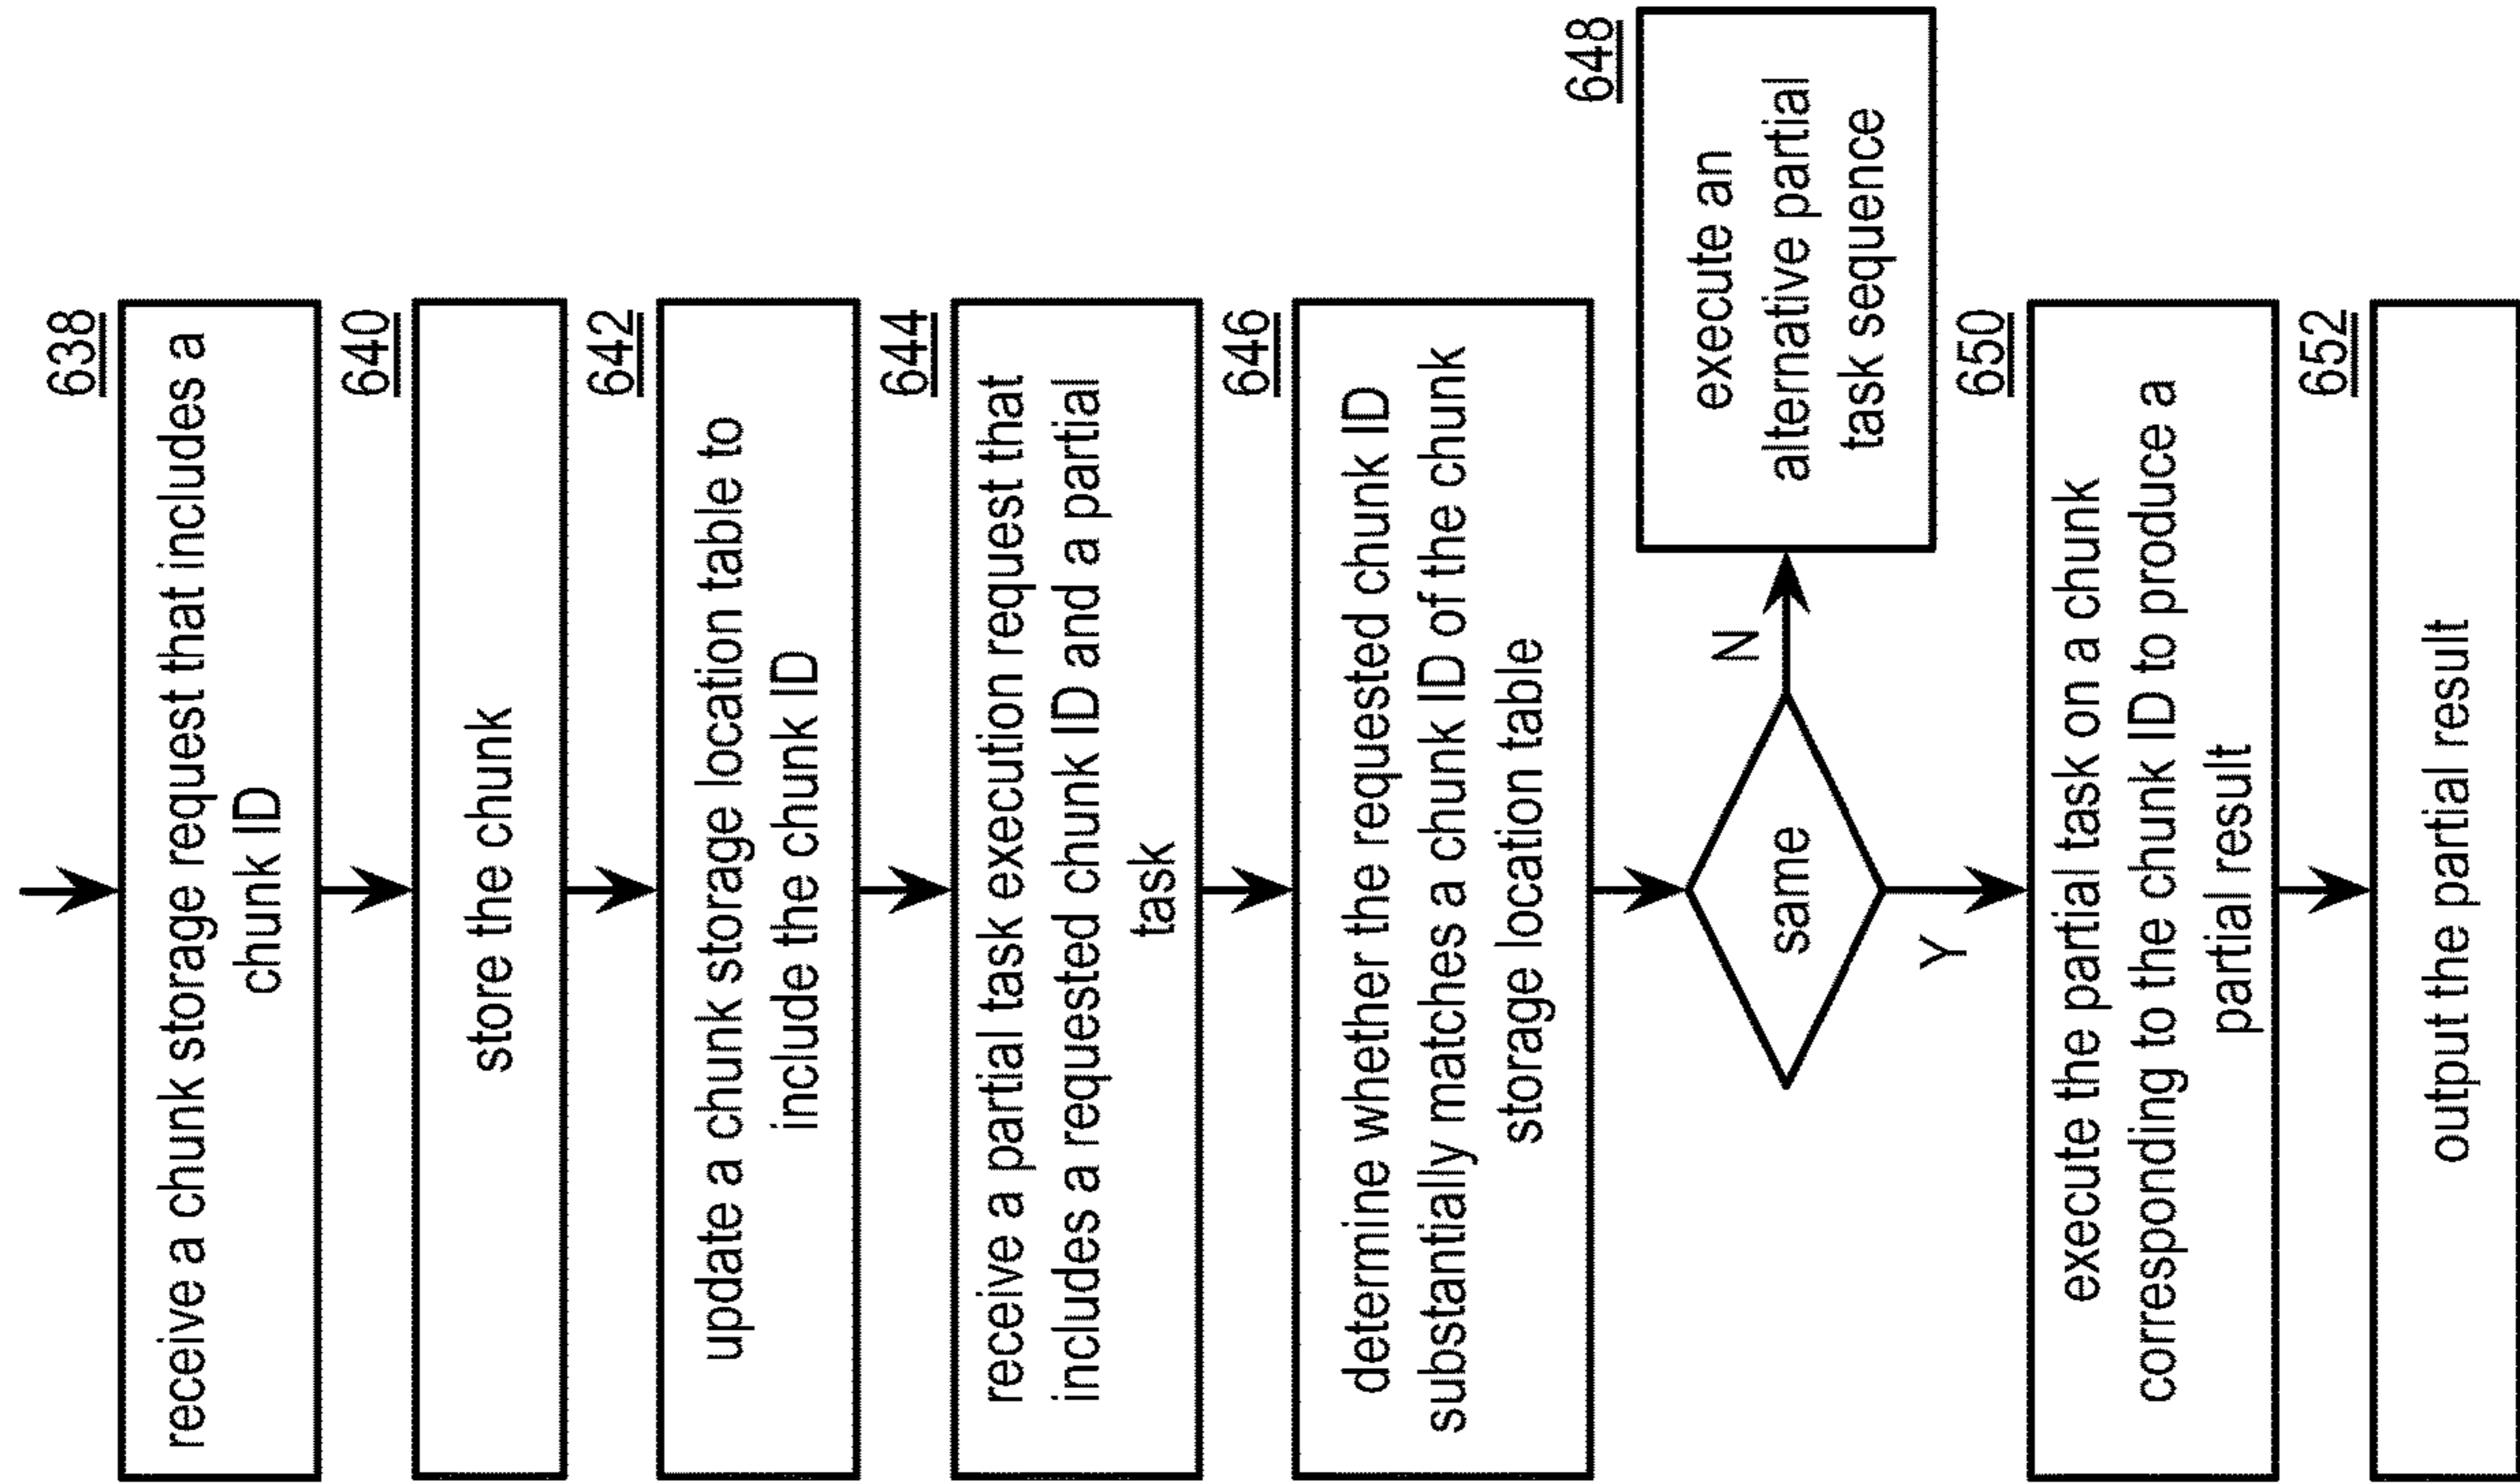 638
receive a chunk storage request that includes a
chunk ID
640
store the chunk
642
update a chunk storage location table to
include the chunk ID
644
receive a partial task execution request that
includes a requested chunk ID and a partial
task
646
determine whether the requested chunk ID
substantially matches a chunk ID of the chunk
storage location table
same
N
648
execute an
alternative partial
task sequence
Y
650
execute the partial task on a chunk
corresponding to the chunk ID to produce a
partial result
652
output the partial result